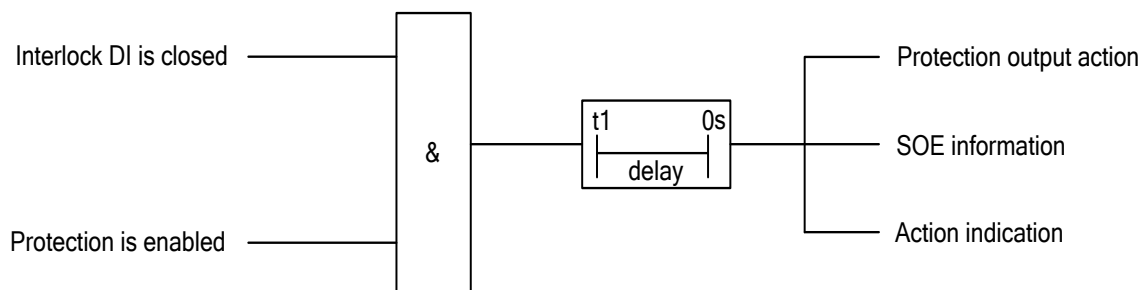 Interlock DI is closed
Protection is enabled
&
t1 0s
delay
Protection output action
SOE information
Action indication